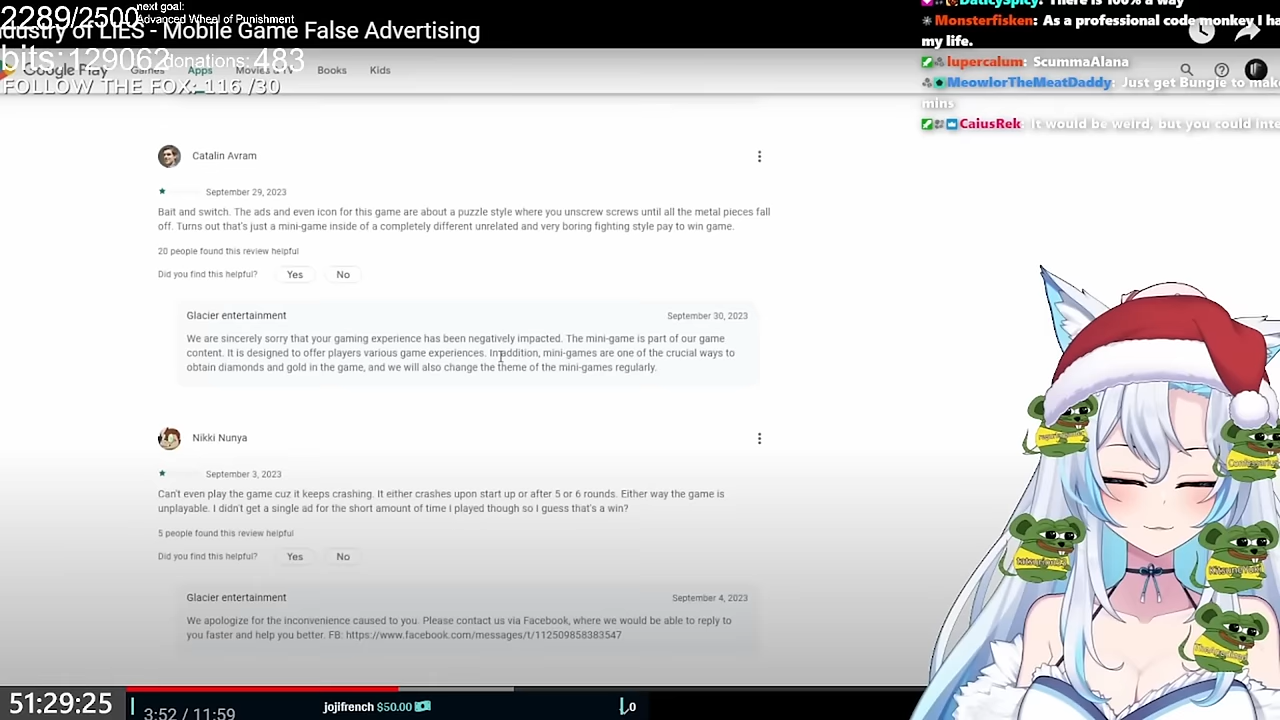 2289/2500
next goal:
Advanced Wheel of Punishment
dustry of LIES - Mobile Game False Advertising
bits: 129062 donations: 483
Google Play Games Apps Movies & TV Books Kids
FOLLOW THE FOX: 116 /30
DaticySpicy: There is 100% a way
Monsterfisken: As a professional code monkey I ha
my life.
lupercalum: ScummaAlana
MeowlorTheMeatDaddy: Just get Bungie to make
mins
CaiusRek: It would be weird, but you could inte
Catalin Avram
September 29, 2023
Bait and switch. The ads and even icon for this game are about a puzzle style where you unscrew screws until all the metal pieces fall
off. Turns out that's just a mini-game inside of a completely different unrelated and very boring fighting style pay to win game.
20 people found this review helpful
Did you find this helpful? Yes No
Glacier entertainment September 30, 2023
We are sincerely sorry that your gaming experience has been negatively impacted. The mini-game is part of our game
content. It is designed to offer players various game experiences. In addition, mini-games are one of the crucial ways to
obtain diamonds and gold in the game, and we will also change the theme of the mini-games regularly.
Nikki Nunya
September 3, 2023
Can't even play the game cuz it keeps crashing. It either crashes upon start up or after 5 or 6 rounds. Either way the game is
unplayable. I didn't get a single ad for the short amount of time I played though so I guess that's a win?
5 people found this review helpful
Did you find this helpful? Yes No
Glacier entertainment September 4, 2023
We apologize for the inconvenience caused to you. Please contact us via Facebook, where we would be able to reply to
you faster and help you better. FB: https://www.facebook.com/messages/t/112509858383547
51:29:25
3:52 / 11:59
jojifrench $50.00
0